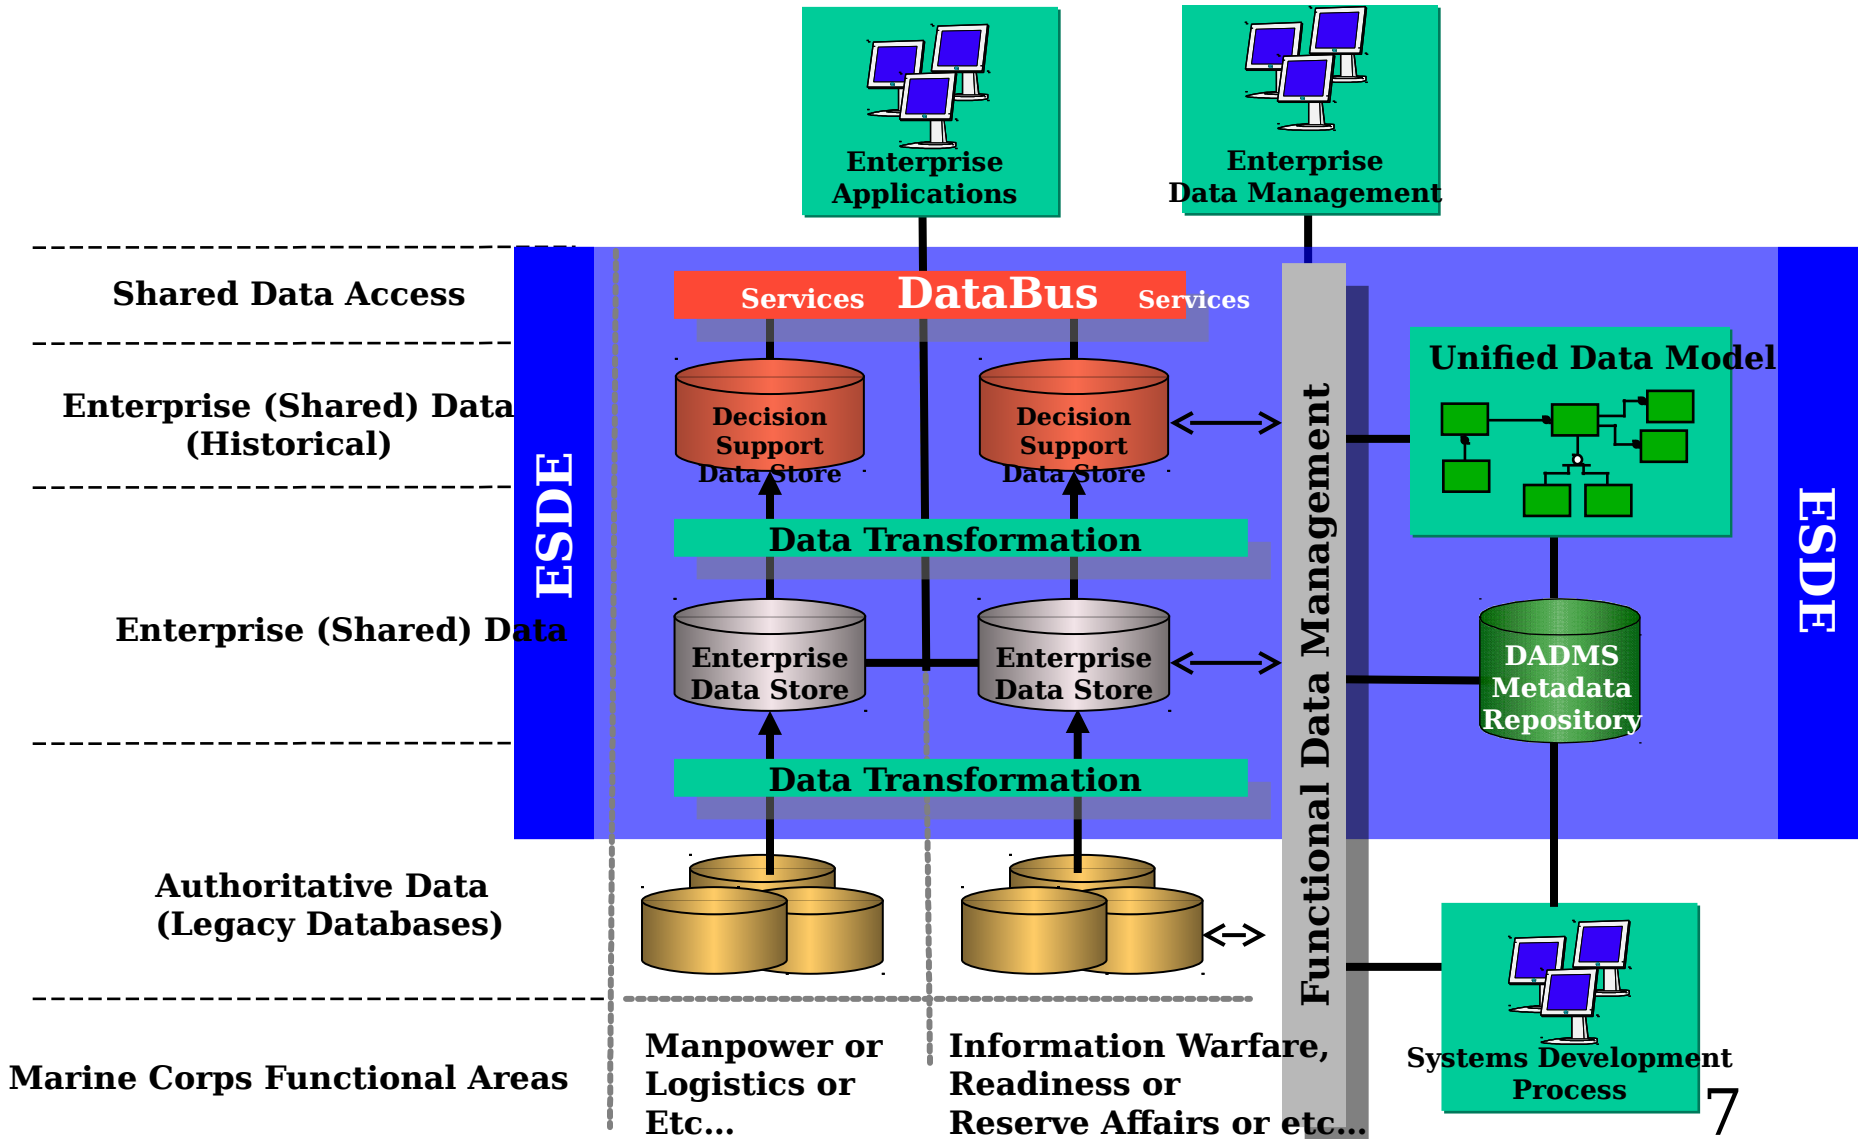 Enterprise
Applications
Enterprise
Data Management
Shared Data Access
Services DataBus Services
Enterprise (Shared) Data
(Historical)
Decision
Support
Data Store
Decision
Support
Data Store
Unified Data Model
ESDE
Data Transformation
Functional Data Management
ESDE
Enterprise (Shared) Data
Enterprise
Data Store
Enterprise
Data Store
DADMS
Metadata
Repository
Data Transformation
Authoritative Data
(Legacy Databases)
Marine Corps Functional Areas
Manpower or
Logistics or
Etc...
Information Warfare,
Readiness or
Reserve Affairs or etc...
Systems Development
Process
7